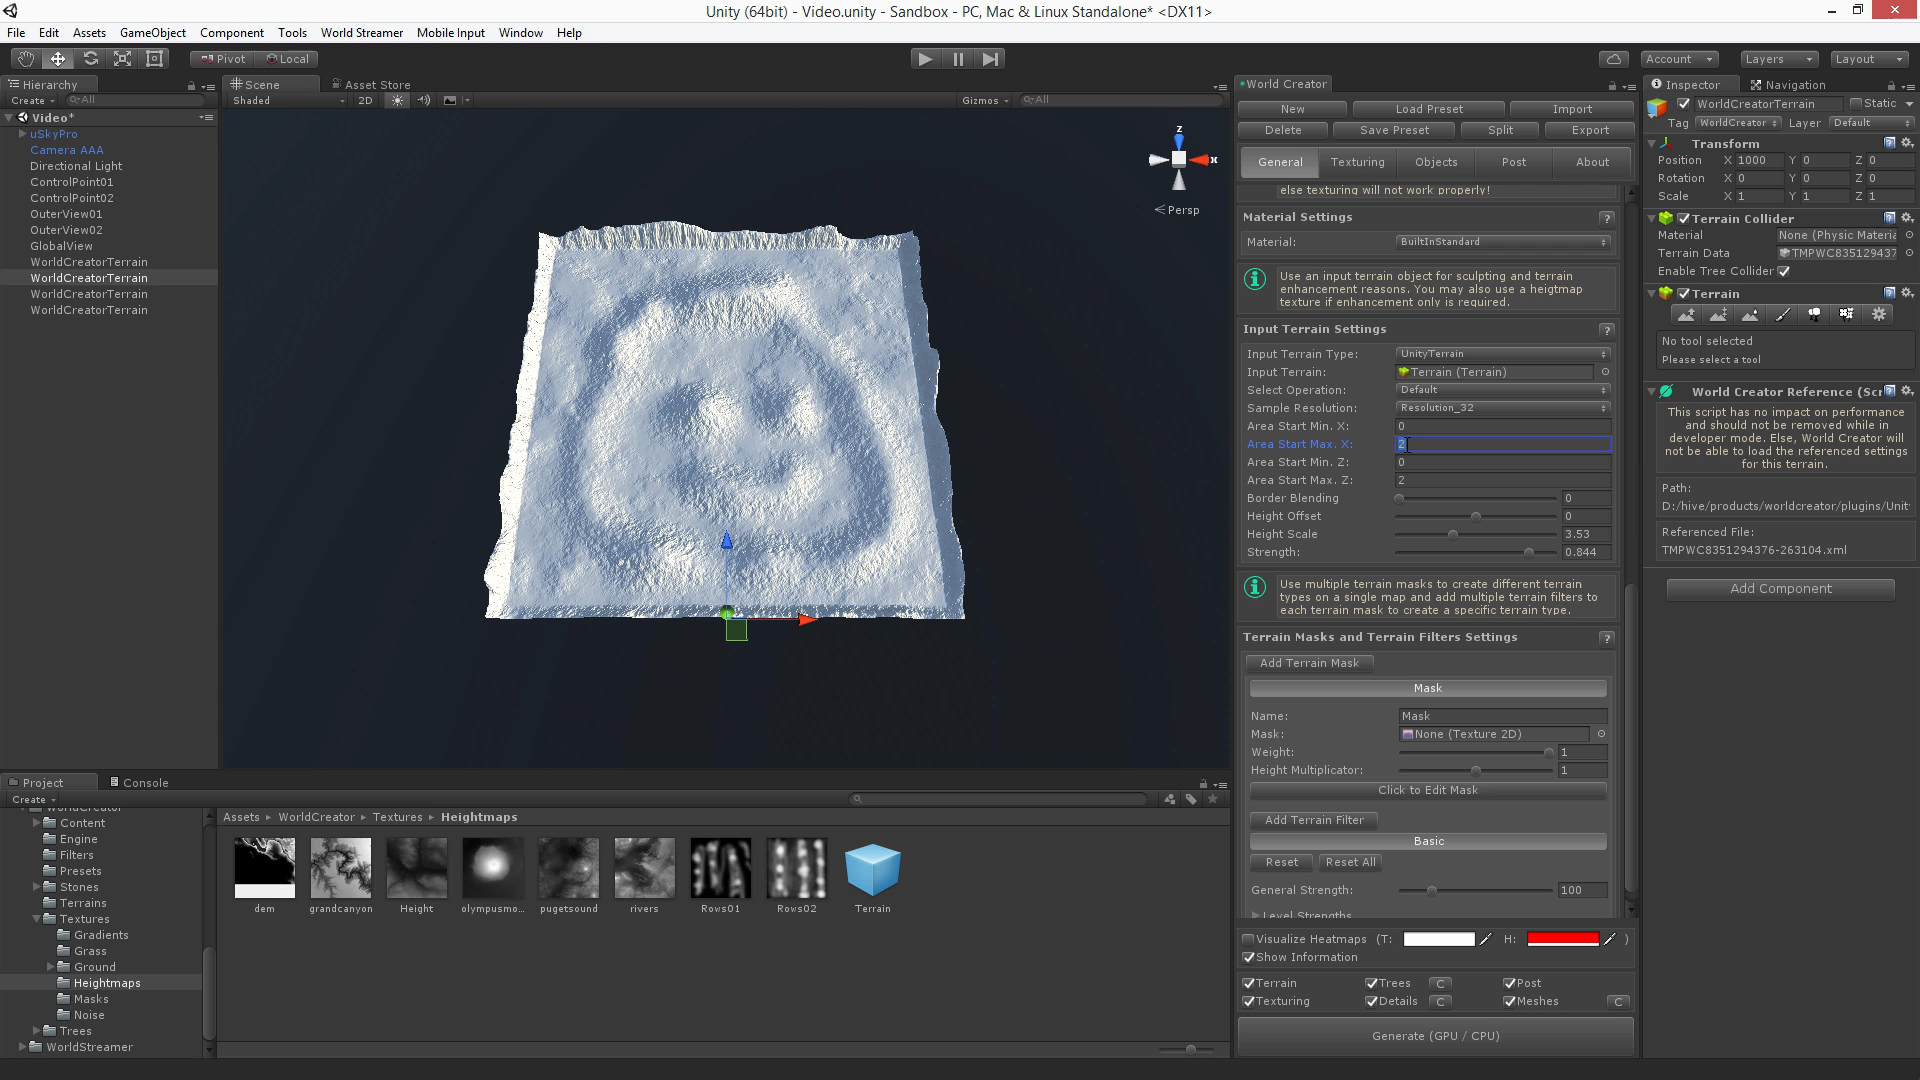 Unity (64bit) - Video.unity - Sandbox - PC, Mac & Linux Standalone* <DX11>
File Edit Assets GameObject Component Tools World Streamer Mobile Input Window Help
Pivot Local
Account Layers Layout
Hierarchy
Create All
Video*
uSkyPro
Camera AAA
Directional Light
ControlPoint01
ControlPoint02
OuterView01
OuterView02
GlobalView
WorldCreatorTerrain
WorldCreatorTerrain
WorldCreatorTerrain
WorldCreatorTerrain
Scene Asset Store
Shaded 2D Gizmos All
z
x
Persp
World Creator
New Load Preset Import
Delete Save Preset Split Export
General Texturing Objects Post About
else texturing will not work properly!
Material Settings ?
Material: BuiltInStandard
Use an input terrain object for sculpting and terrain
enhancement reasons. You may also use a heigtmap
texture if enhancement only is required.
Input Terrain Settings ?
Input Terrain Type: UnityTerrain
Input Terrain: Terrain (Terrain)
Select Operation: Default
Sample Resolution: Resolution_32
Area Start Min. X: 0
Area Start Max. X: 2
Area Start Min. Z: 0
Area Start Max. Z: 2
Border Blending 0
Height Offset 0
Height Scale 3.53
Strength: 0.844
Use multiple terrain masks to create different terrain
types on a single map and add multiple terrain filters to
each terrain mask to create a specific terrain type.
Terrain Masks and Terrain Filters Settings ?
Add Terrain Mask
Mask
Name: Mask
Mask: None (Texture 2D)
Weight: 1
Height Multiplicator: 1
Click to Edit Mask
Add Terrain Filter
Basic
Reset Reset All
General Strength: 100
Level Strengths
Visualize Heatmaps (T: H: )
Show Information
Terrain Trees C Post
Texturing Details C Meshes C
Generate (GPU / CPU)
Inspector Navigation
WorldCreatorTerrain Static
Tag WorldCreator Layer Default
Transform
Position X 1000 Y 0 Z 0
Rotation X 0 Y 0 Z 0
Scale X 1 Y 1 Z 1
Terrain Collider
Material None (Physic Materia
Terrain Data TMPWC835129437
Enable Tree Collider
Terrain
No tool selected
Please select a tool
World Creator Reference (Scr
This script has no impact on performance
and should not be removed while in
developer mode. Else, World Creator will
not be able to load the referenced settings
for this terrain.
Path:
D:/hive/products/worldcreator/plugins/Unit
Referenced File:
TMPWC8351294376-263104.xml
Add Component
Project Console
Create
WorldCreator
Content
Engine
Filters
Presets
Stones
Terrains
Textures
Gradients
Grass
Ground
Heightmaps
Masks
Noise
Trees
WorldStreamer
Assets WorldCreator Textures Heightmaps
dem grandcanyon Height olympusmo... pugetsound rivers Rows01 Rows02 Terrain